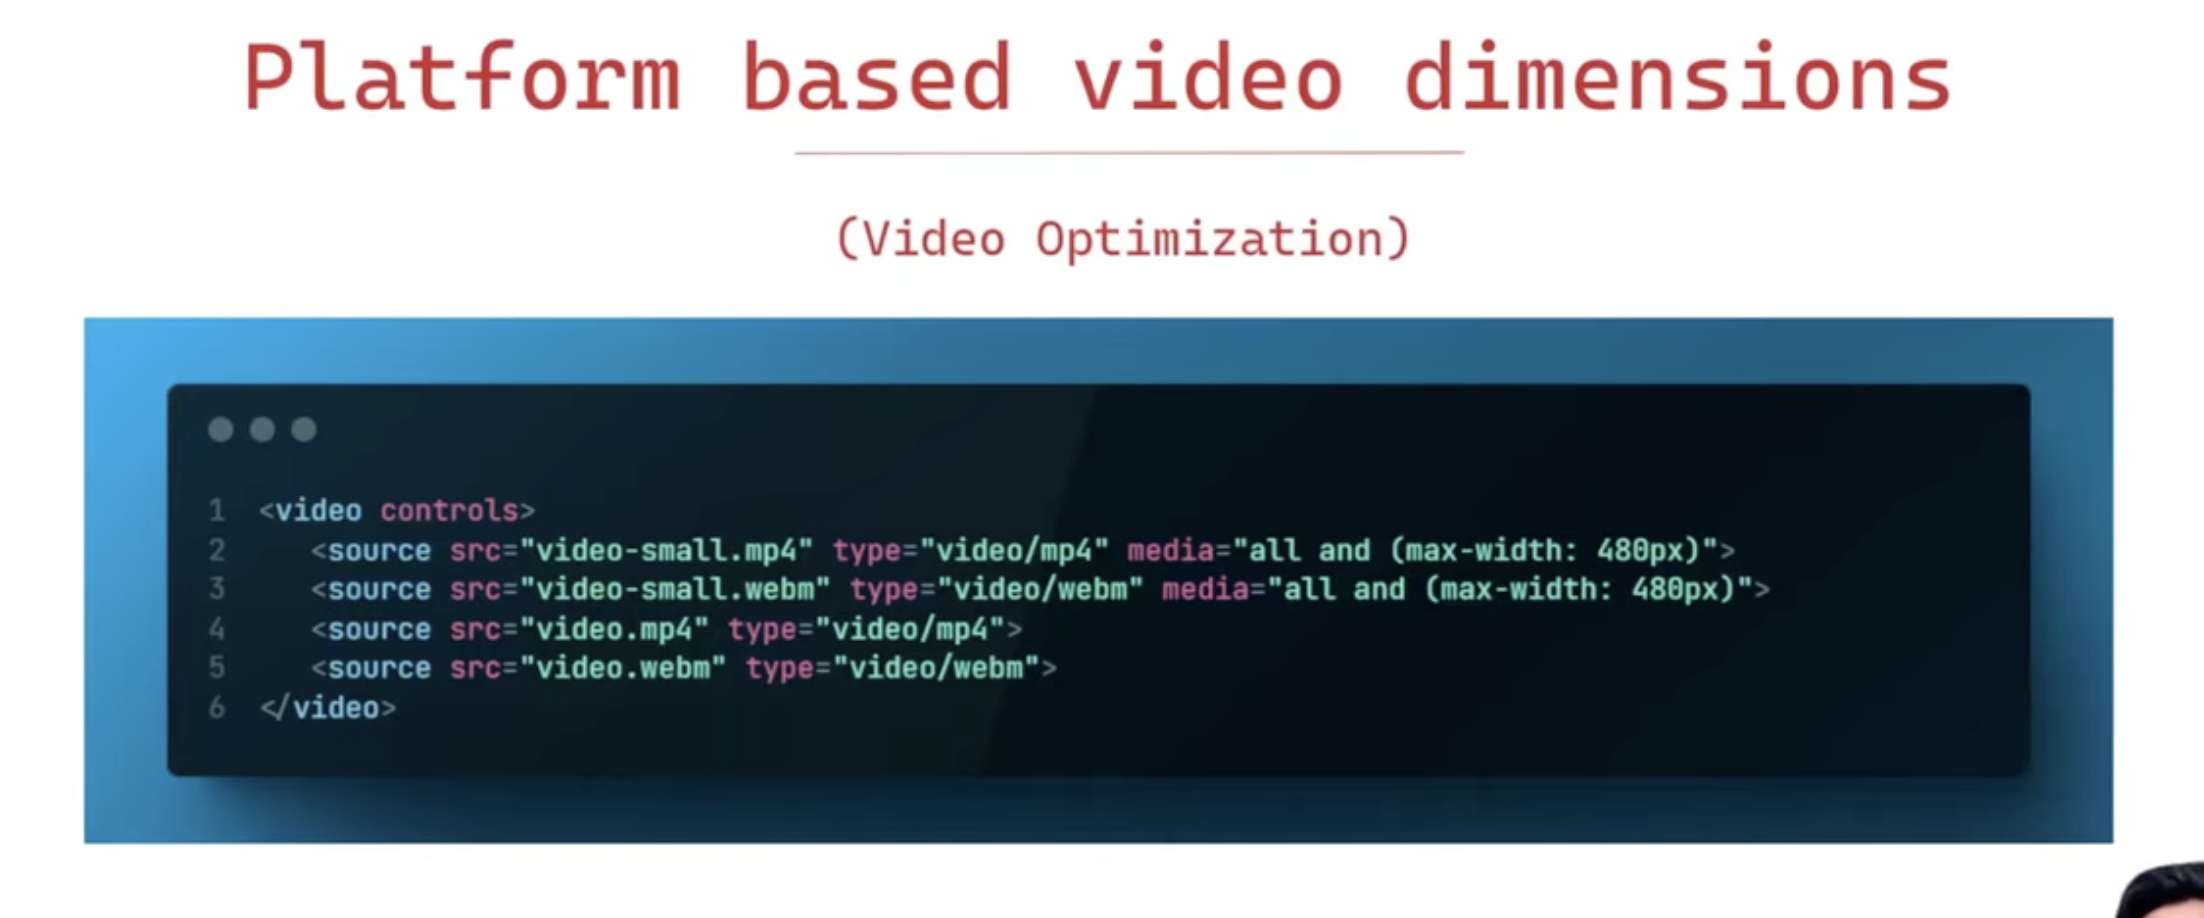 Platform based video dimensions
(Video Optimization)
1 <video controls>
2 <source src="video-small.mp4" type="video/mp4" media="all and (max-width: 480px)">
3 <source src="video-small.webm" type="video/webm" media="all and (max-width: 480px)">
4 <source src="video.mp4" type="video/mp4">
5 <source src="video.webm" type="video/webm">
6 </video>